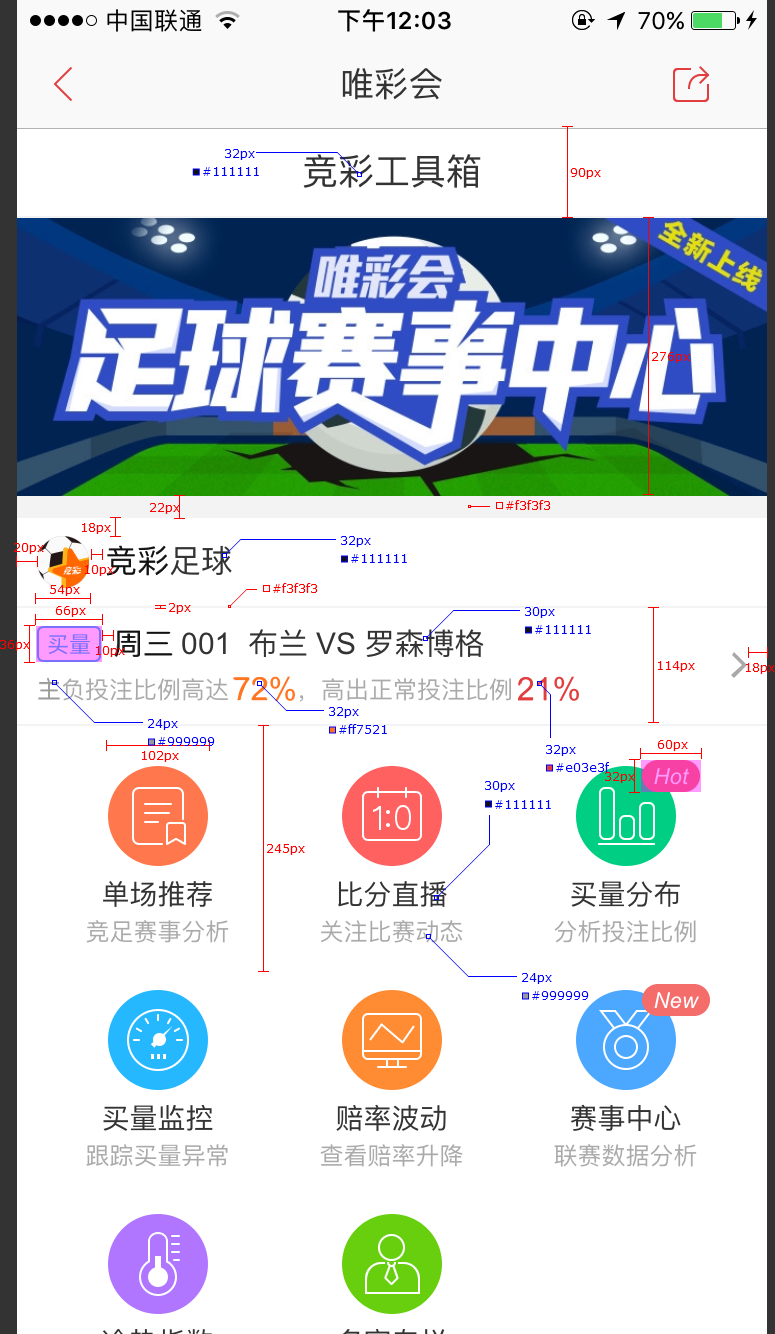 中国联通 下午12:03 70%
唯彩会
32px
#111111
竞彩工具箱
90px
全新上线
唯彩会
足球赛事中心
276px
22px
#f3f3f3
18px
20px
竞彩
10px
竞彩足球
32px
#111111
54px
#f3f3f3
66px
2px
30px
#111111
36px
买量
10px
周三 001 布兰 VS 罗森博格
114px
18px
主负投注比例高达72%，高出正常投注比例21%
24px
#999999
32px
#ff7521
32px
#e03e3f
60px
32px
Hot
102px
30px
#111111
245px
1:0
单场推荐 比分直播 买量分布
竞足赛事分析 关注比赛动态 分析投注比例
24px
#999999
New
买量监控 赔率波动 赛事中心
跟踪买量异常 查看赔率升降 联赛数据分析